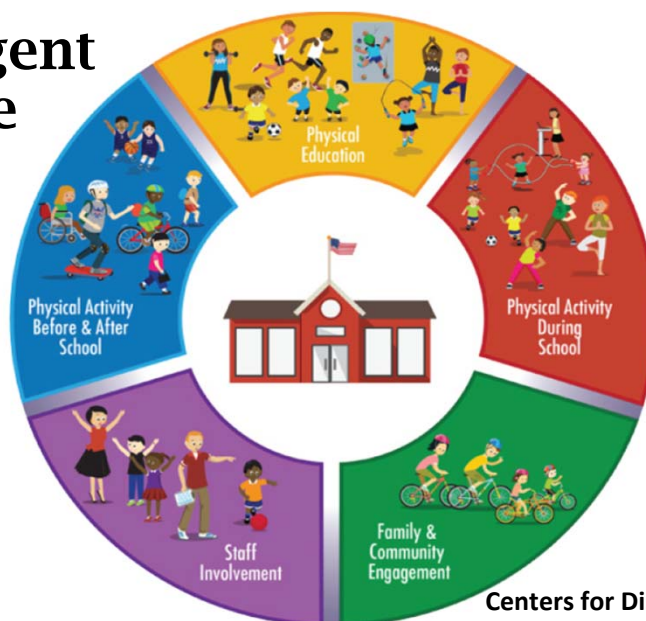 gent
e
Physical
Education
Physical Activity
Before & After
School
Physical Activity
During
School
Staff
Involvement
Family &
Community
Engagement
Centers for Di